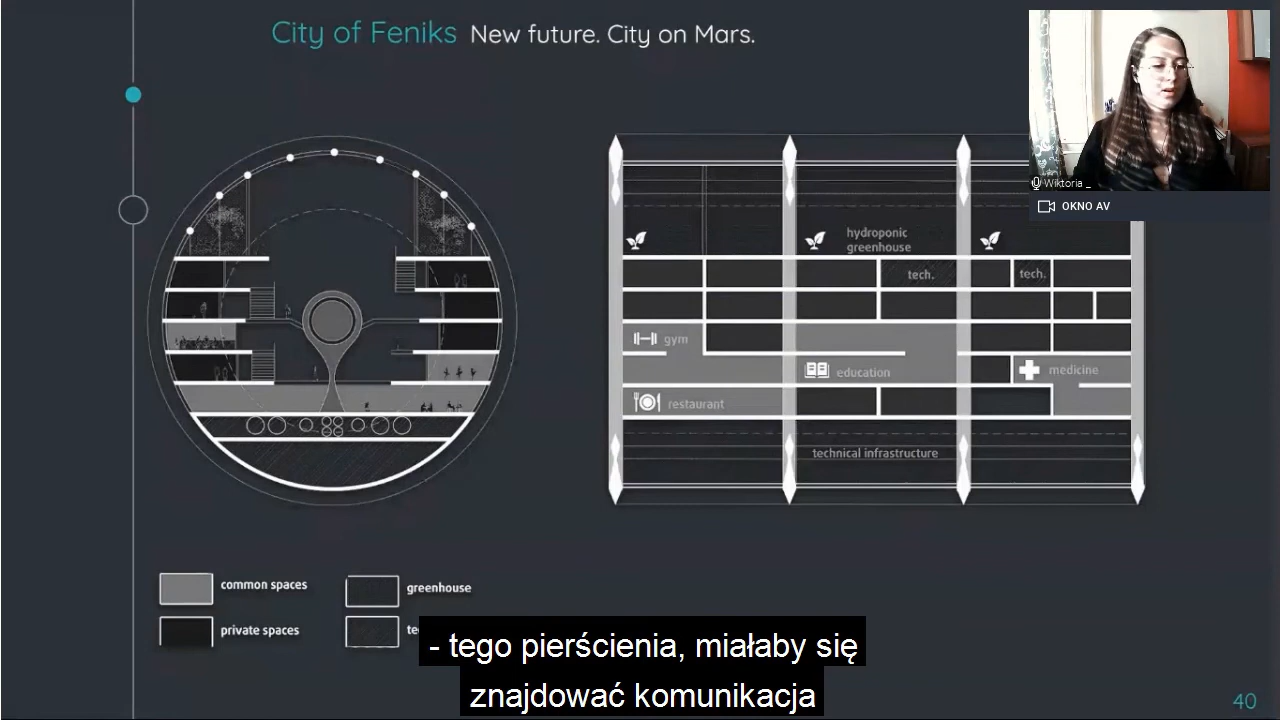 City of Feniks New future. City on Mars.
Wiktoria _
OKNO AV
hydroponic
greenhouse
tech.
tech.
gym
education
medicine
restaurant
technical infrastructure
common spaces
greenhouse
private spaces
- tego pierścienia, miałaby się
znajdować komunikacja
40